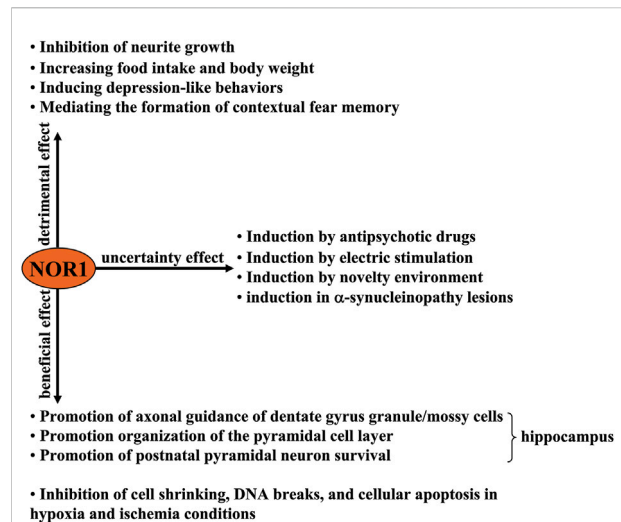 • Inhibition of neurite growth
• Increasing food intake and body weight
• Inducing depression-like behaviors
• Mediating the formation of contextual fear memory
detrimental effect
NOR1
uncertainty effect
• Induction by antipsychotic drugs
• Induction by electric stimulation
• Induction by novelty environment
• induction in α-synucleinopathy lesions
beneficial effect
• Promotion of axonal guidance of dentate gyrus granule/mossy cells
• Promotion organization of the pyramidal cell layer
• Promotion of postnatal pyramidal neuron survival
hippocampus
• Inhibition of cell shrinking, DNA breaks, and cellular apoptosis in
hypoxia and ischemia conditions